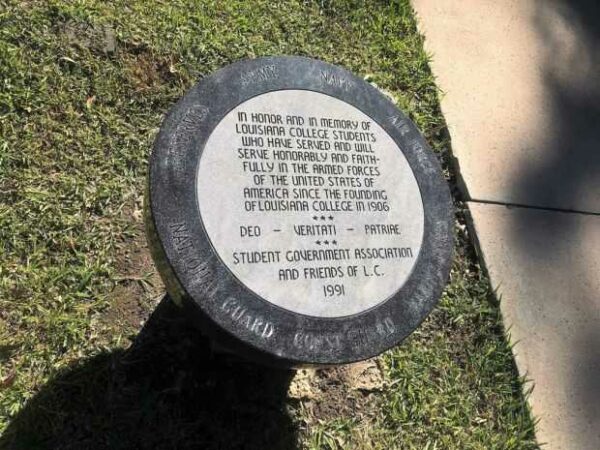 ARMY
NAVY
AIR
NATIONAL GUARD
COAST GUARD
IN HONOR AND IN MEMORY OF
LOUISIANA COLLEGE STUDENTS
WHO HAVE SERVED AND WILL
SERVE HONORABLY AND FAITH-
FULLY IN THE ARMED FORCES
OF THE UNITED STATES OF
AMERICA SINCE THE FOUNDING
OF LOUISIANA COLLEGE IN 1906
***
DEO - VERITATI - PATRIAE
***
STUDENT GOVERNMENT ASSOCIATION
AND FRIENDS OF L.C.
1991